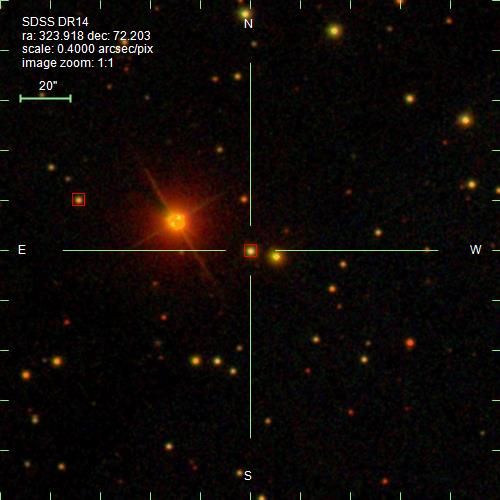 SDSS DR14
ra: 323.918 dec: 72.203
scale: 0.4000 arcsec/pix
image zoom: 1:1
20"
N
E
W
S